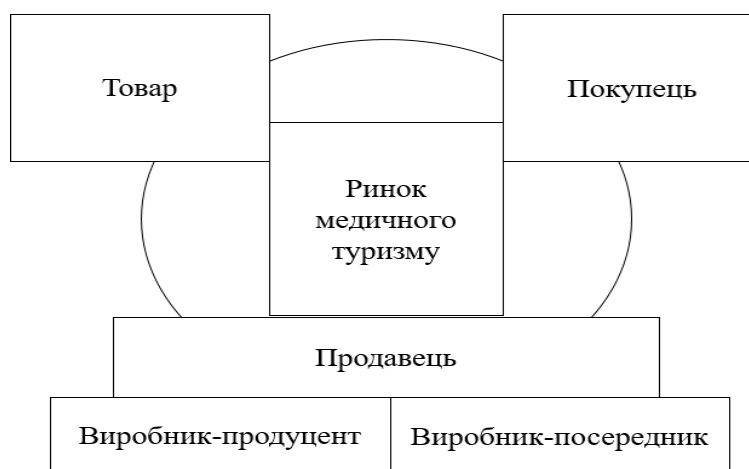 Товар
Покупець
Ринок
медичного
туризму
Продавець
Виробник-продуцент
Виробник-посередник